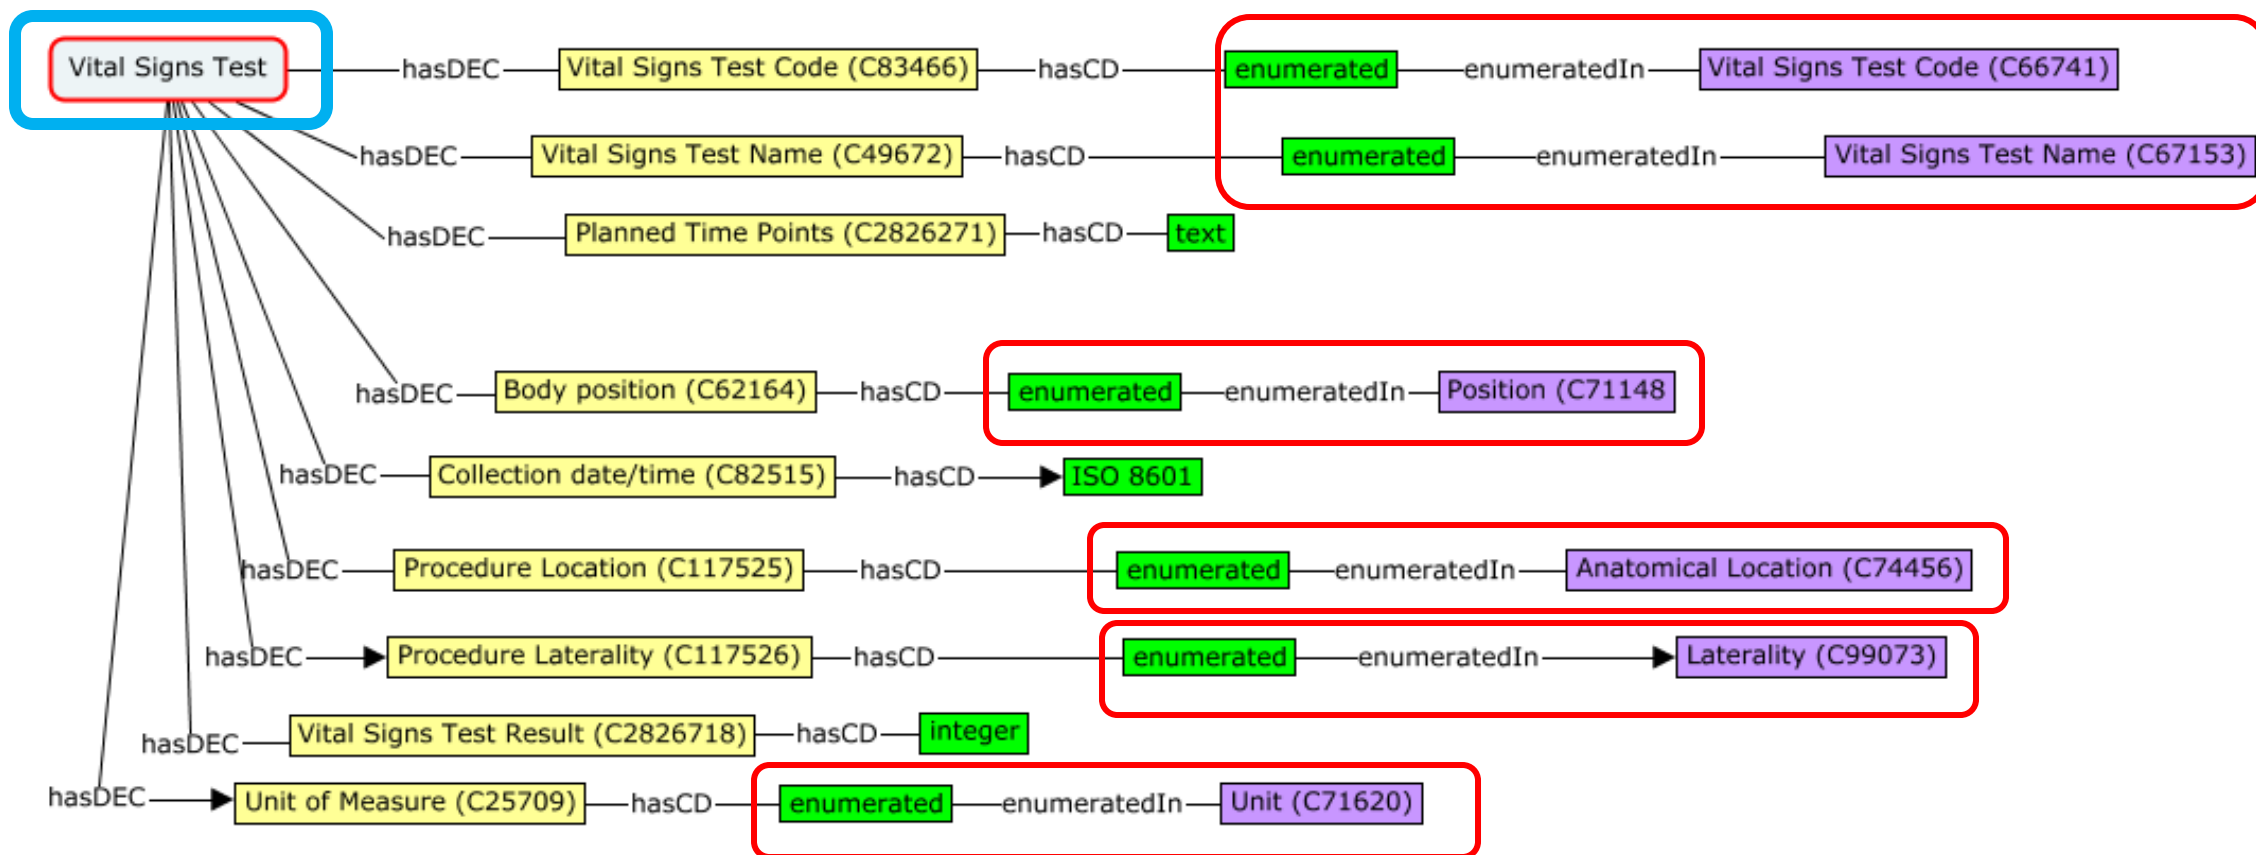 Vital Signs Test hasDEC Vital Signs Test Code (C83466) hasCD enumerated enumeratedIn Vital Signs Test Code (C66741)
hasDEC Vital Signs Test Name (C49672) hasCD enumerated enumeratedIn Vital Signs Test Name (C67153)
hasDEC Planned Time Points (C2826271) hasCD text
hasDEC Body position (C62164) hasCD enumerated enumeratedIn Position (C71148
hasDEC Collection date/time (C82515) hasCD ISO 8601
hasDEC Procedure Location (C117525) hasCD enumerated enumeratedIn Anatomical Location (C74456)
hasDEC Procedure Laterality (C117526) hasCD enumerated enumeratedIn Laterality (C99073)
hasDEC Vital Signs Test Result (C2826718) hasCD integer
hasDEC Unit of Measure (C25709) hasCD enumerated enumeratedIn Unit (C71620)